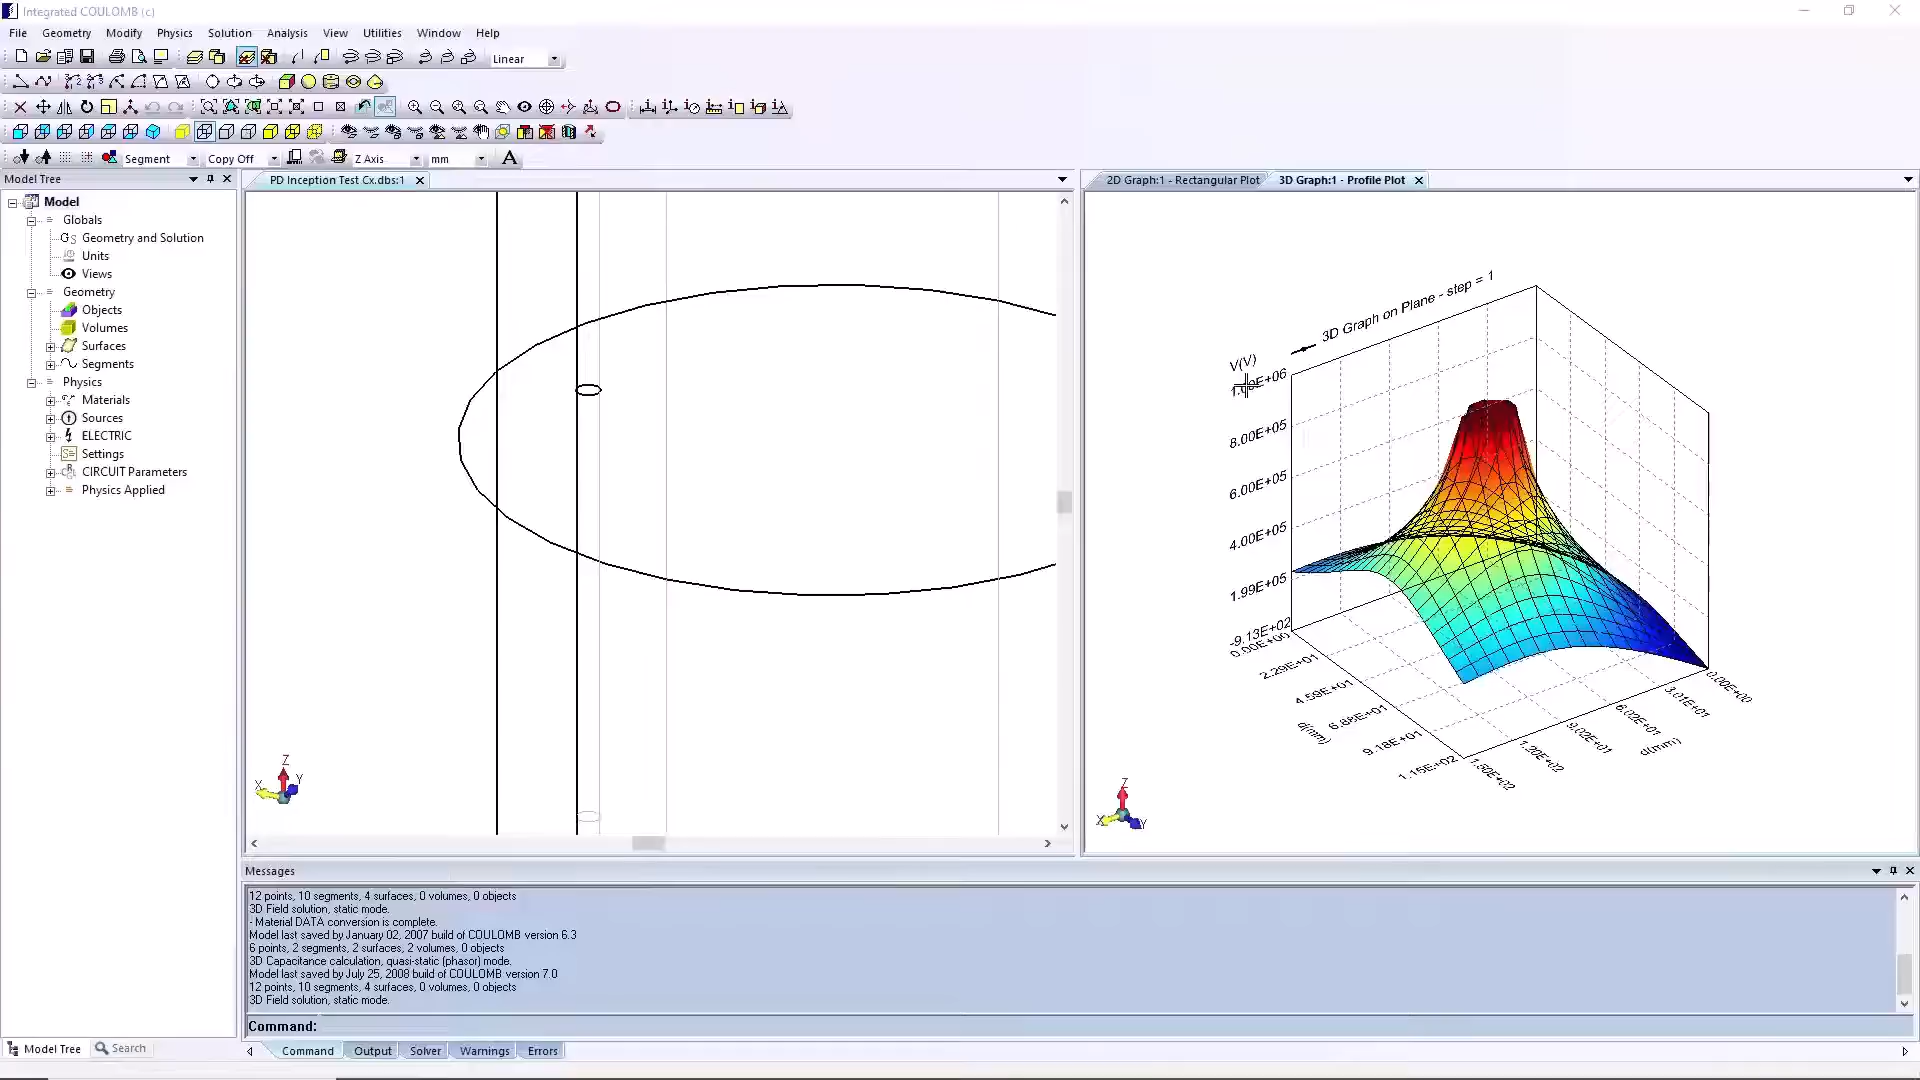 Integrated COULOMB (c)
File Geometry Modify Physics Solution Analysis View Utilities Window Help
Linear
Segment Copy Off Z Axis mm A
Model Tree
PD Inception Test Cx.dbs:1
2D Graph:1 - Rectangular Plot
3D Graph:1 - Profile Plot
Model
Globals
Geometry and Solution
Units
Views
Geometry
Objects
Volumes
Surfaces
Segments
Physics
Materials
Sources
ELECTRIC
Settings
CIRCUIT Parameters
Physics Applied
X Z Y
3D Graph on Plane - step = 1
V(V)
8.00E+05
6.00E+05
4.00E+05
1.99E+05
-9.13E+02
0.00E+00
2.29E+01
4.59E+01
6.88E+01
9.18E+01
1.15E+02
d(mm)
0.00E+00
3.01E+01
6.02E+01
9.02E+01
1.20E+02
1.50E+02
d(mm)
X Z Y
Messages
12 points, 10 segments, 4 surfaces, 0 volumes, 0 objects
3D Field solution, static mode.
- Material DATA conversion is complete.
Model last saved by January 02, 2007 build of COULOMB version 6.3
6 points, 2 segments, 2 surfaces, 2 volumes, 0 objects
3D Capacitance calculation, quasi-static (phasor) mode.
Model last saved by July 25, 2008 build of COULOMB version 7.0
12 points, 10 segments, 4 surfaces, 0 volumes, 0 objects
3D Field solution, static mode.
Command:
Model Tree Search
Command Output Solver Warnings Errors